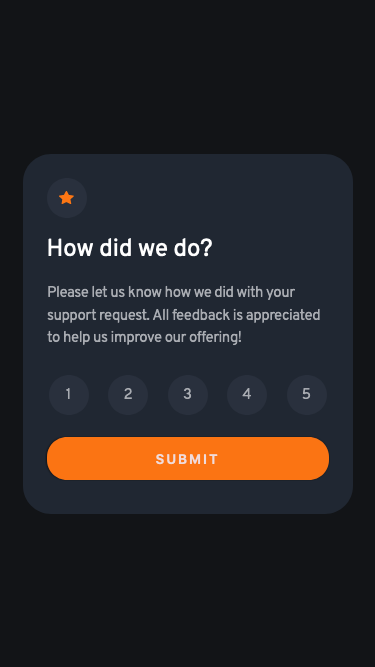 How did we do?
Please let us know how we did with your
support request. All feedback is appreciated
to help us improve our offering!
1 2 3 4 5
SUBMIT